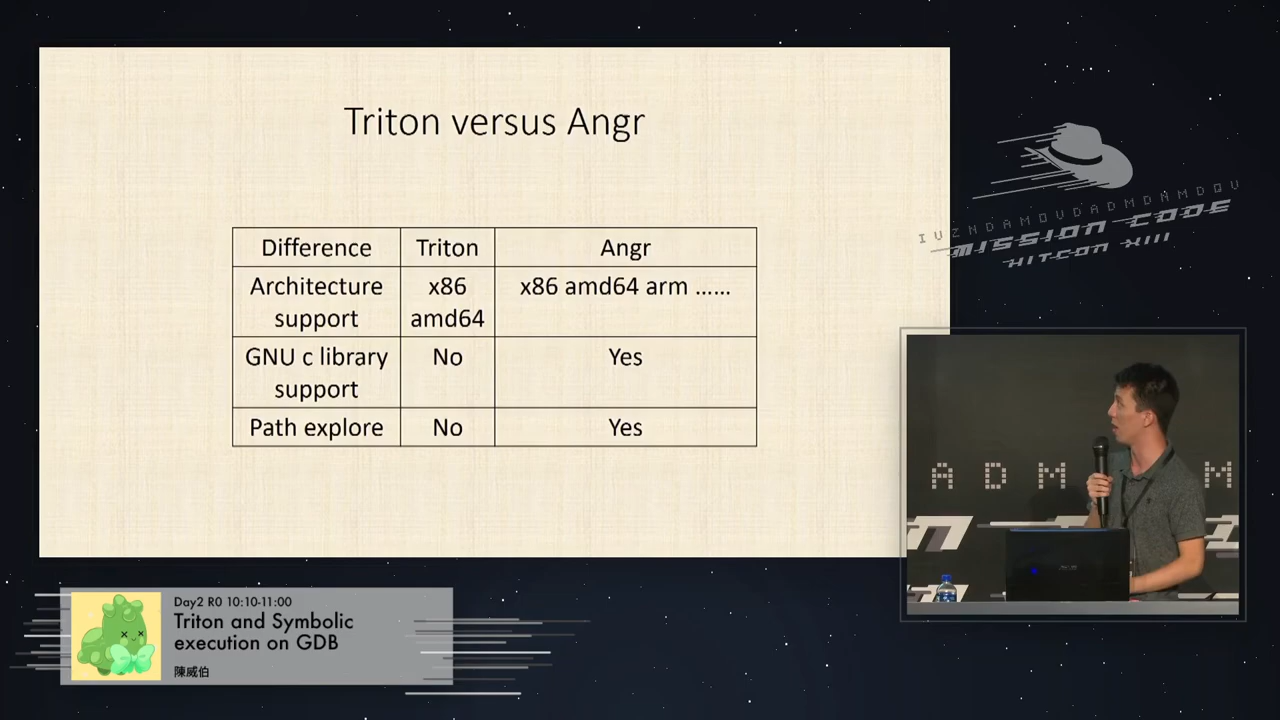 Triton versus Angr
Difference Triton Angr
Architecture support x86 amd64 x86 amd64 arm ……
GNU c library support No Yes
Path explore No Yes
IVZNDAMOVDADMDNMDQV
MISSION CODE
HITCON XIII
A D M M
Day2 R0 10:10-11:00
Triton and Symbolic
execution on GDB
陳威伯